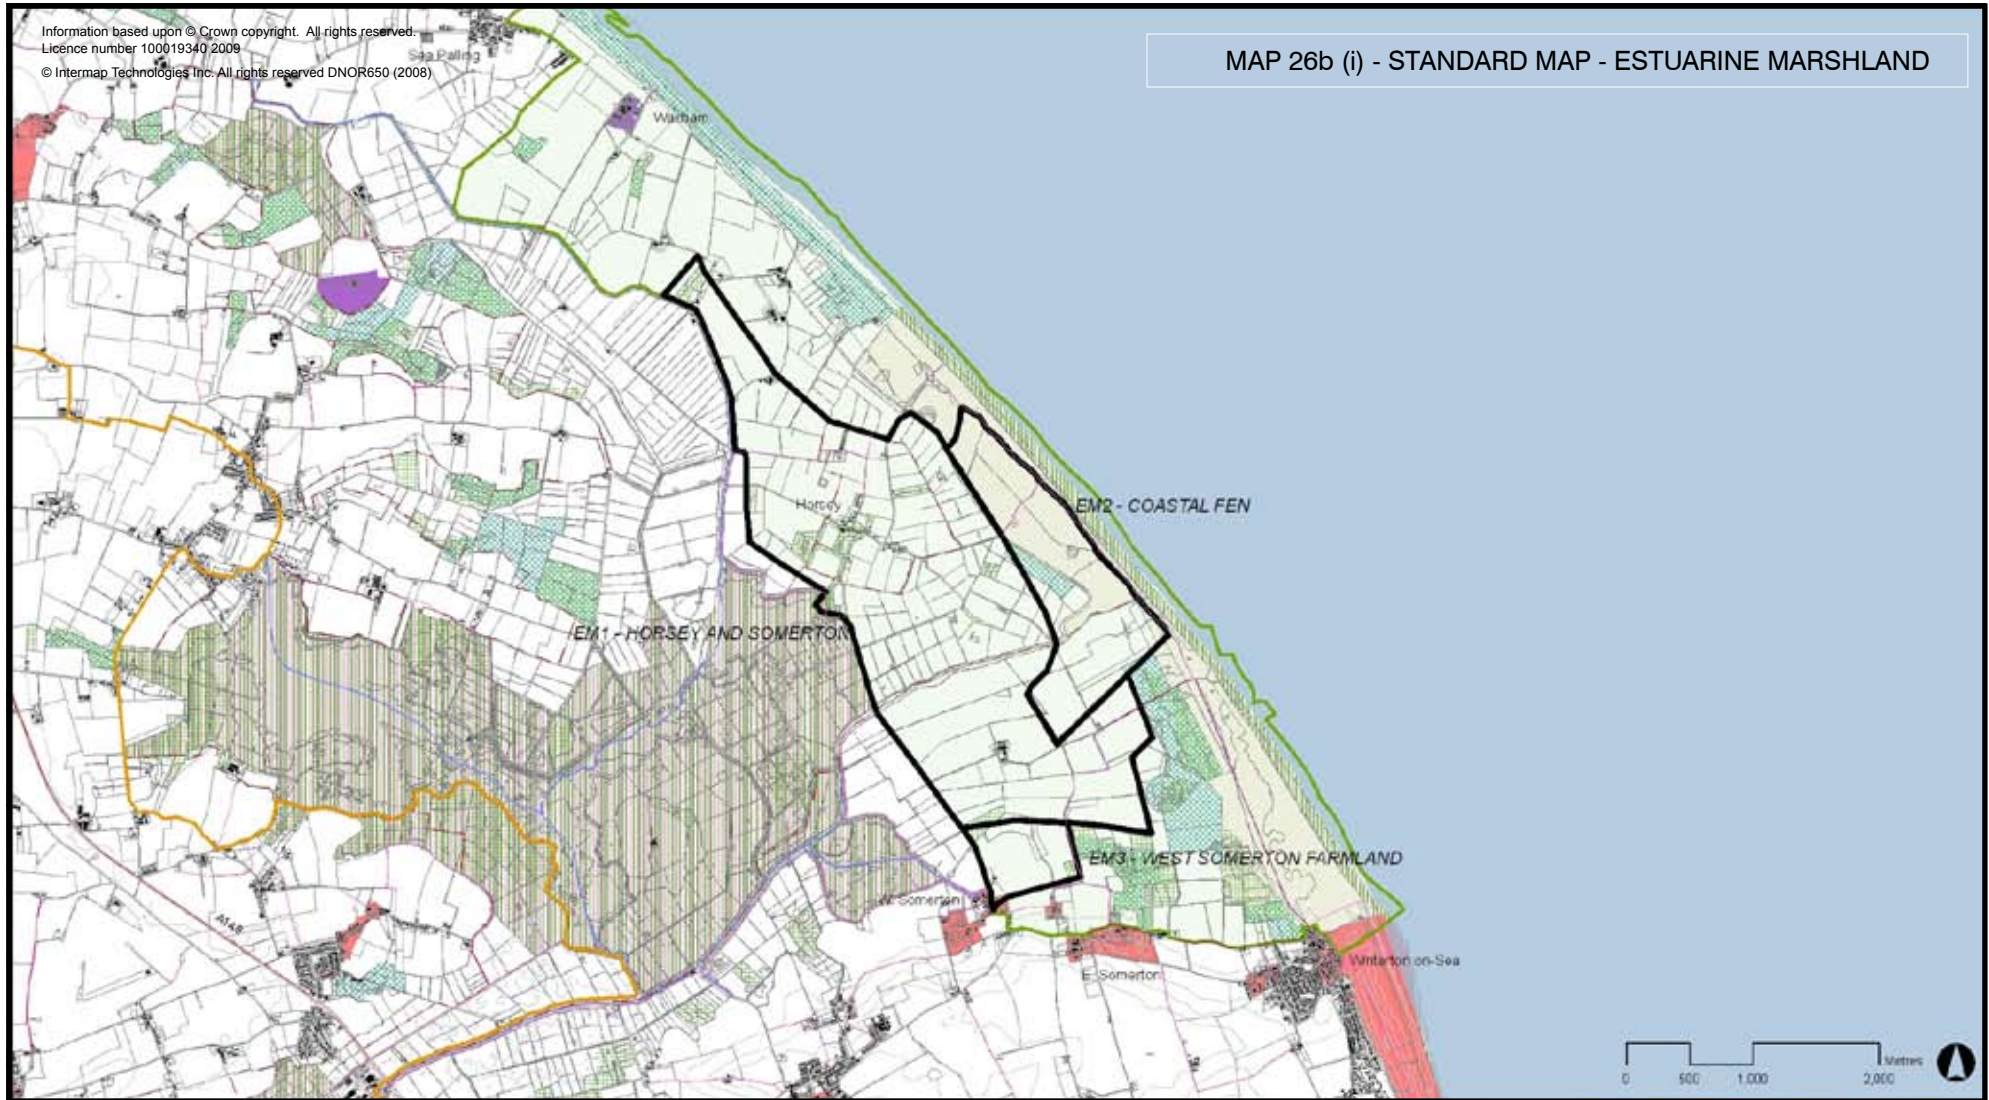 Information based upon © Crown copyright. All rights reserved.
Licence number 100019340 2009
© Intermap Technologies Inc. All rights reserved DNOR650 (2008)
MAP 26b (i) - STANDARD MAP - ESTUARINE MARSHLAND
Sea Palling
Waxham
Horsey
EM2 - COASTAL FEN
EM1 - HORSEY AND SOMERTON
EM3 - WEST SOMERTON FARMLAND
W. Somerton
E. Somerton
Winterton on-Sea
A149
Metres
0 500 1,000 2,000